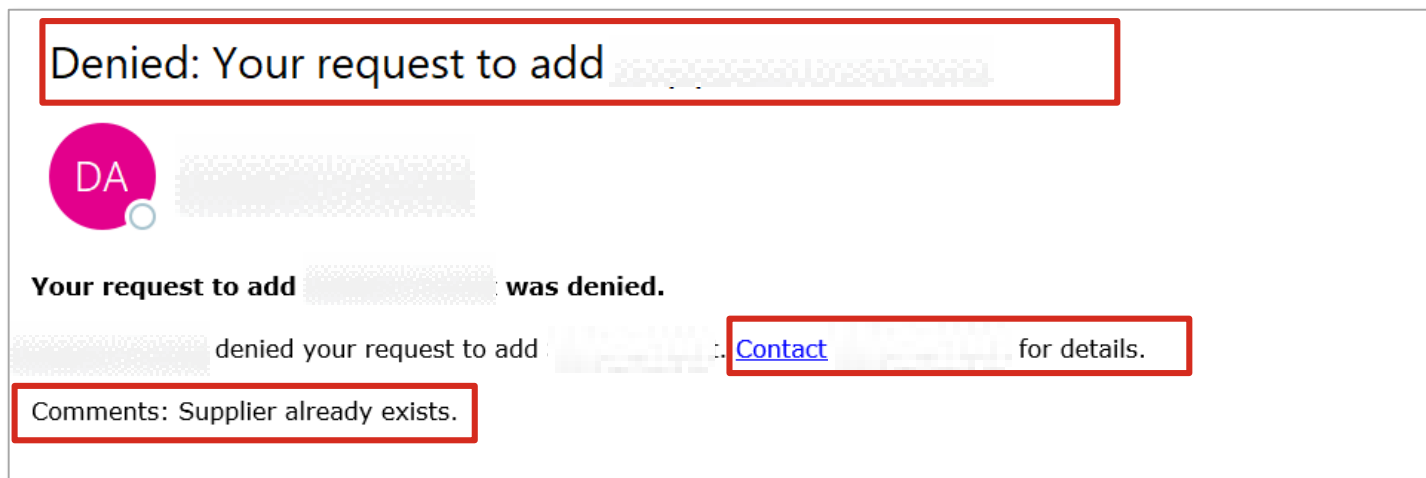 Denied: Your request to add
DA
Your request to add was denied.
denied your request to add . Contact for details.
Comments: Supplier already exists.